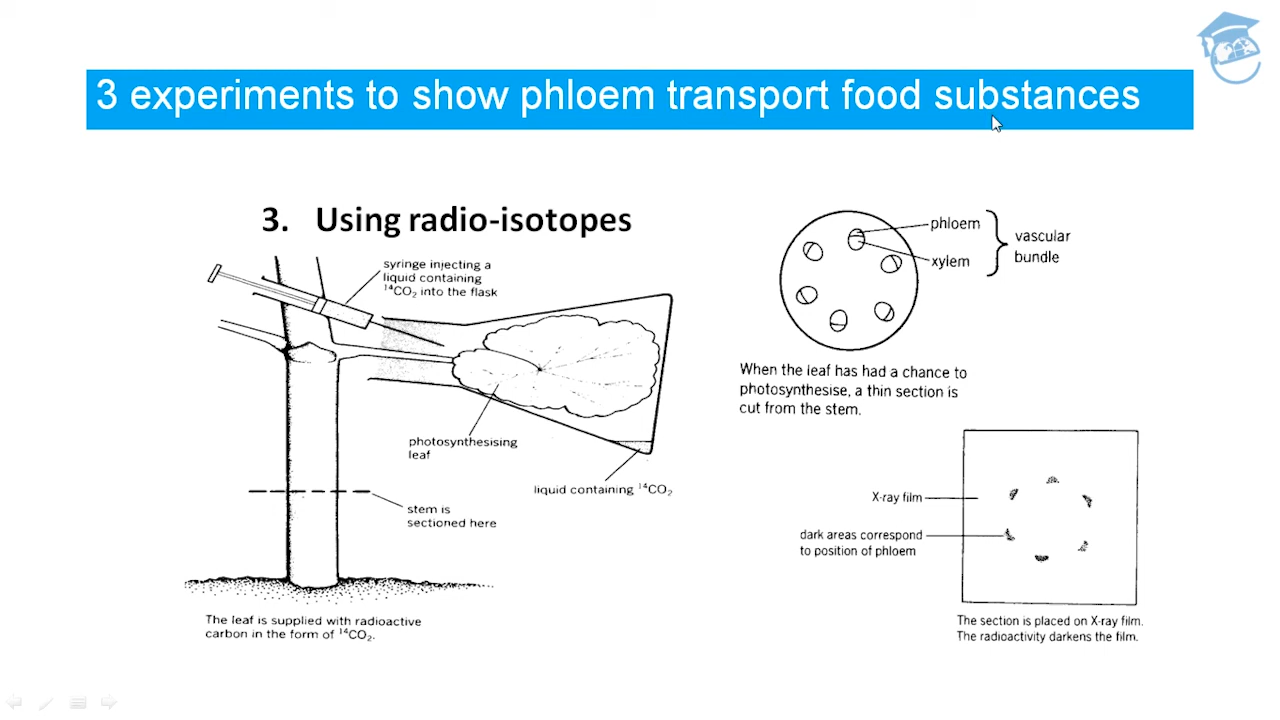 3 experiments to show phloem transport food substances
3. Using radio-isotopes
syringe injecting a
liquid containing
¹⁴CO₂ into the flask
photosynthesising
leaf
liquid containing ¹⁴CO₂
stem is
sectioned here
The leaf is supplied with radioactive
carbon in the form of ¹⁴CO₂.
phloem
xylem
vascular
bundle
When the leaf has had a chance to
photosynthesise, a thin section is
cut from the stem.
X-ray film
dark areas correspond
to position of phloem
The section is placed on X-ray film.
The radioactivity darkens the film.